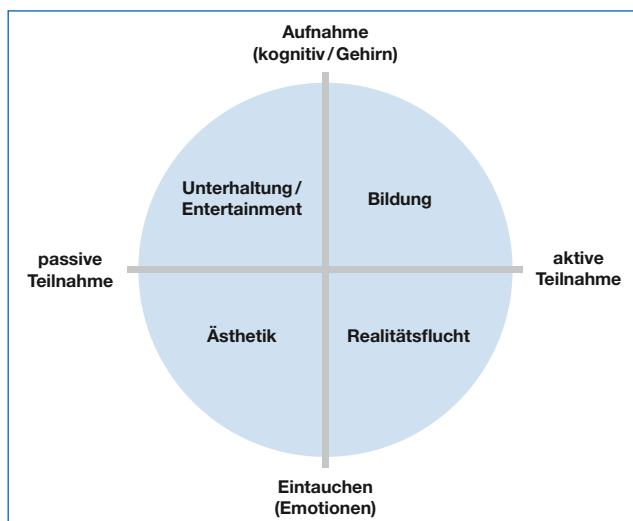 Aufnahme
(kognitiv / Gehirn)
Unterhaltung /
Entertainment
Bildung
passive
Teilnahme
aktive
Teilnahme
Ästhetik
Realitätsflucht
Eintauchen
(Emotionen)